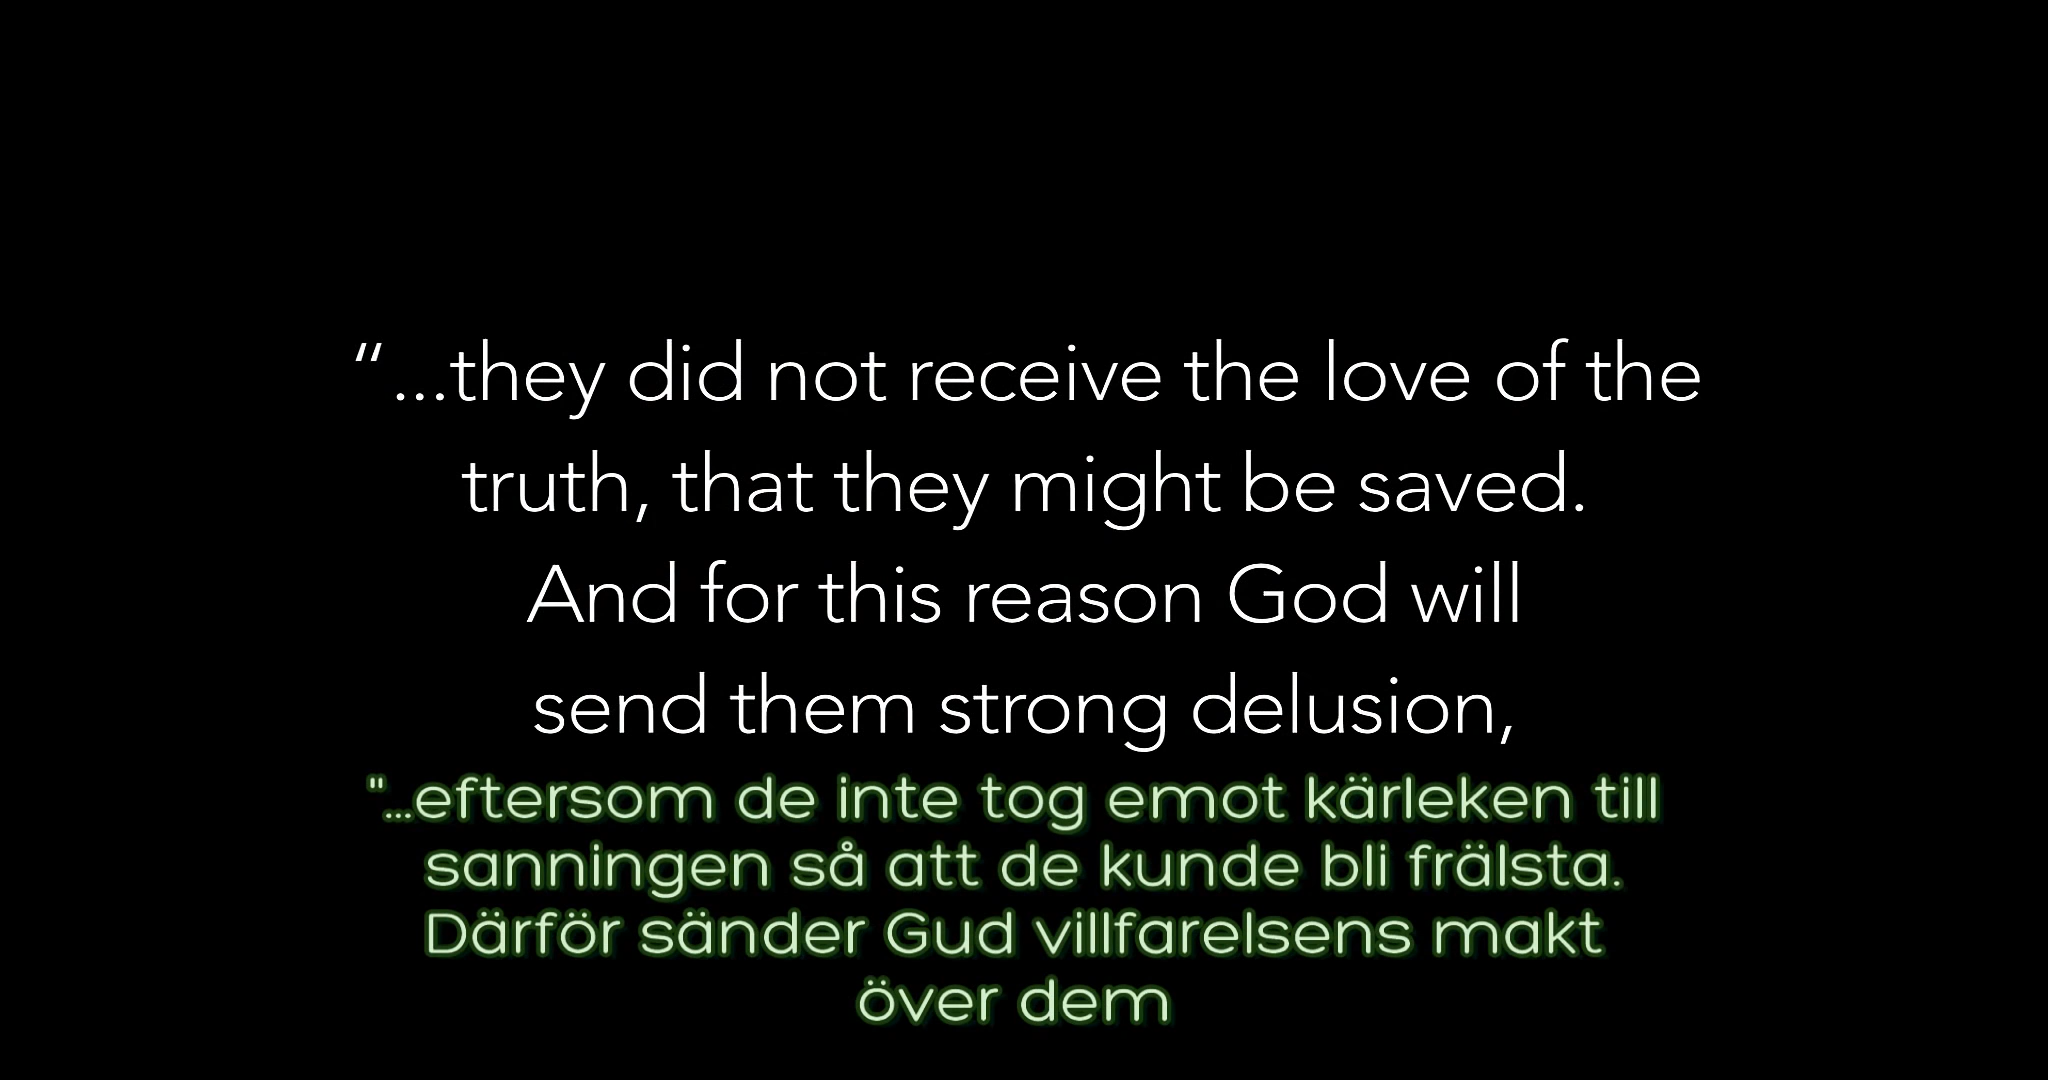 “...they did not receive the love of the
truth, that they might be saved.
And for this reason God will
send them strong delusion,
"...eftersom de inte tog emot kärleken till
sanningen så att de kunde bli frälsta.
Därför sänder Gud villfarelsens makt
över dem